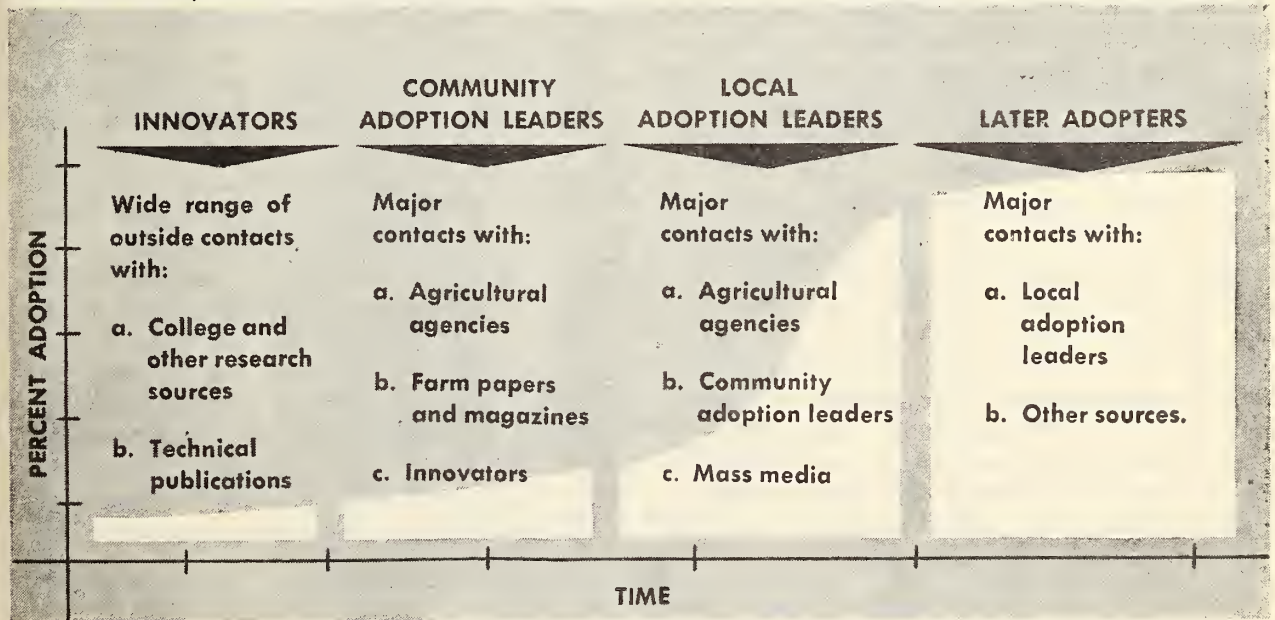 INNOVATORS
Wide range of
outside contacts
with:
a. College and
other research
sources
b. Technical
publications
COMMUNITY
ADOPTION LEADERS
Major
contacts with:
a. Agricultural
agencies
b. Farm papers
and magazines
c. Innovators
LOCAL
ADOPTION LEADERS
Major
contacts with:
a. Agricultural
agencies
b. Community
adoption leaders
c. Mass media
LATER ADOPTERS
Major
contacts with:
a. Local
adoption
leaders
b. Other sources.
PERCENT ADOPTION
TIME